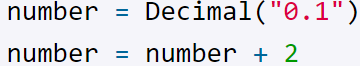 number = Decimal("0.1")
number = number + 2